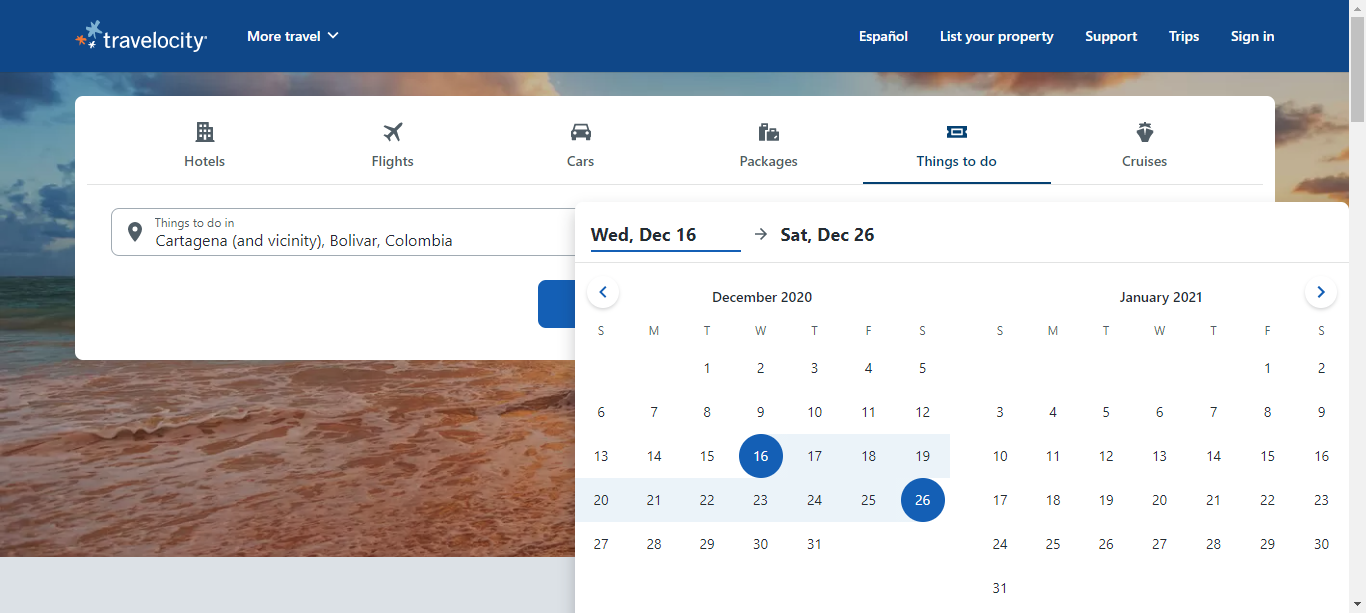 travelocity
More travel
Español
List your property
Support
Trips
Sign in
Hotels
Flights
Cars
Packages
Things to do
Cruises
Things to do in
Cartagena (and vicinity), Bolivar, Colombia
Wed, Dec 16
Sat, Dec 26
December 2020
S M T W T F S
1 2 3 4 5
6 7 8 9 10 11 12
13 14 15 16 17 18 19
20 21 22 23 24 25 26
27 28 29 30 31
January 2021
S M T W T F S
1 2
3 4 5 6 7 8 9
10 11 12 13 14 15 16
17 18 19 20 21 22 23
24 25 26 27 28 29 30
31